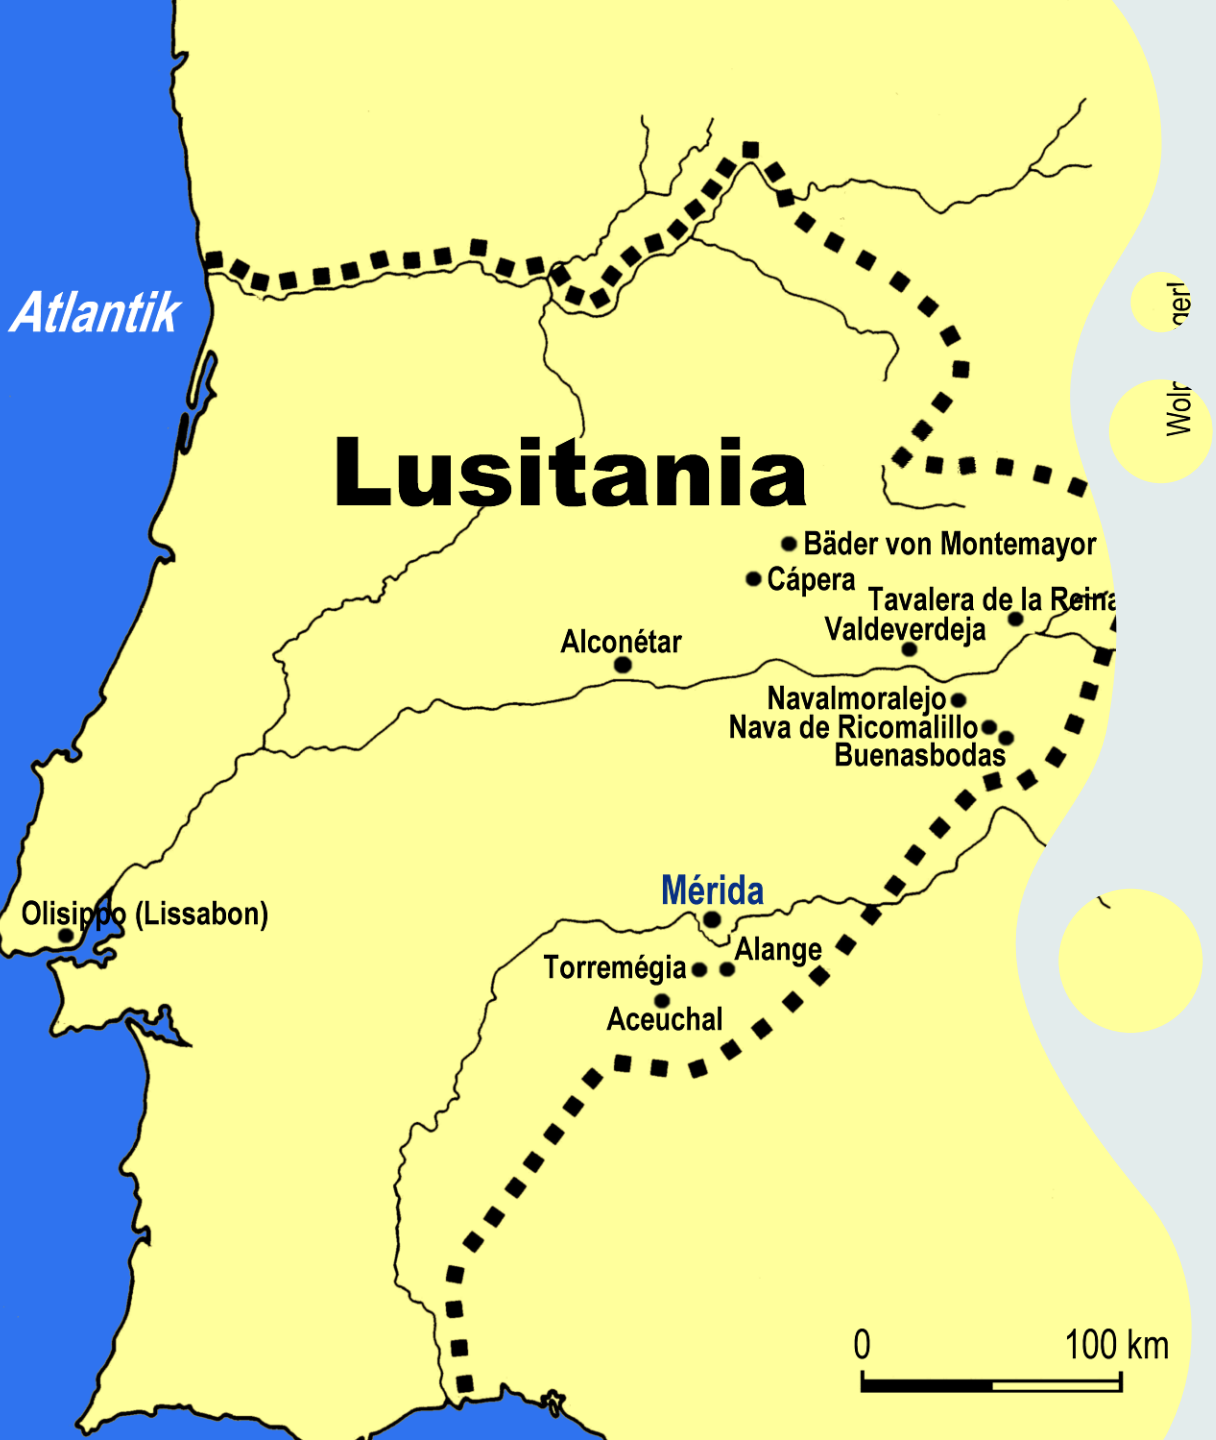 Atlantik
Lusitania
Bäder von Montemayor
Cápera
Tavalera de la Reina
Valdeverdeja
Alconétar
Navalmoralejo
Nava de Ricomalillo
Buenasbodas
Mérida
Olisippo (Lissabon)
Alange
Torremégia
Aceuchal
0 100 km